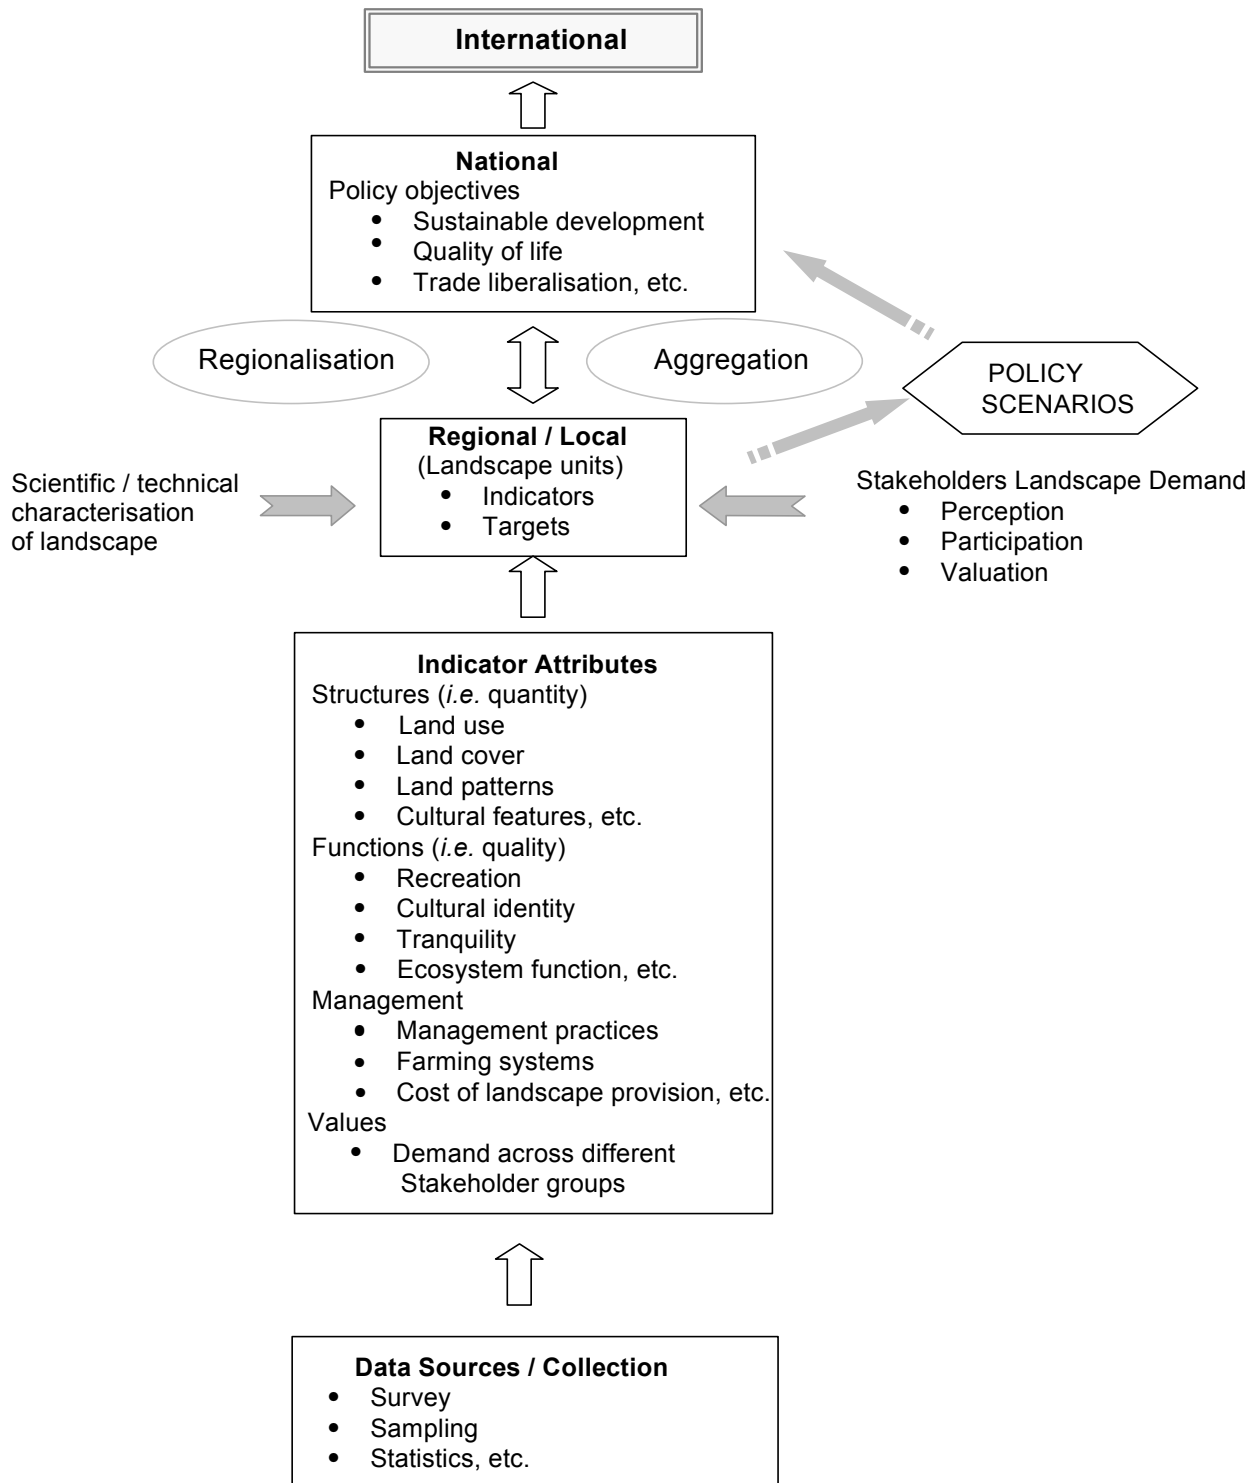 International
National
Policy objectives
• Sustainable development
• Quality of life
• Trade liberalisation, etc.
Regionalisation
Aggregation
POLICY
SCENARIOS
Regional / Local
(Landscape units)
• Indicators
• Targets
Scientific / technical
characterisation
of landscape
Stakeholders Landscape Demand
• Perception
• Participation
• Valuation
Indicator Attributes
Structures (i.e. quantity)
• Land use
• Land cover
• Land patterns
• Cultural features, etc.
Functions (i.e. quality)
• Recreation
• Cultural identity
• Tranquility
• Ecosystem function, etc.
Management
• Management practices
• Farming systems
• Cost of landscape provision, etc.
Values
• Demand across different
Stakeholder groups
Data Sources / Collection
• Survey
• Sampling
• Statistics, etc.